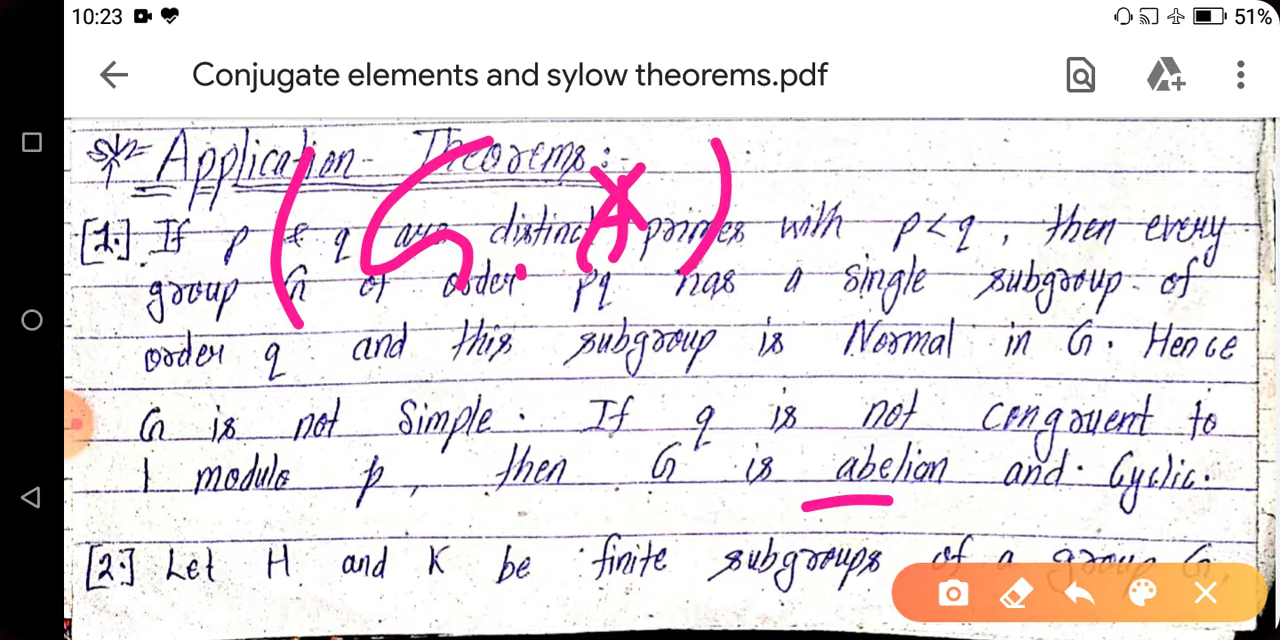 10:23
51%
Conjugate elements and sylow theorems.pdf
Application Theorems:-
[1.] If p & q are distinct primes with p<q, then every
group G of order pq has a single subgroup of
order q and this subgroup is Normal in G. Hence
G is not Simple. If q is not congruent to
1 modulo p, then G is abelian and Cyclic.
[2.] Let H and K be finite subgroups of a group G,